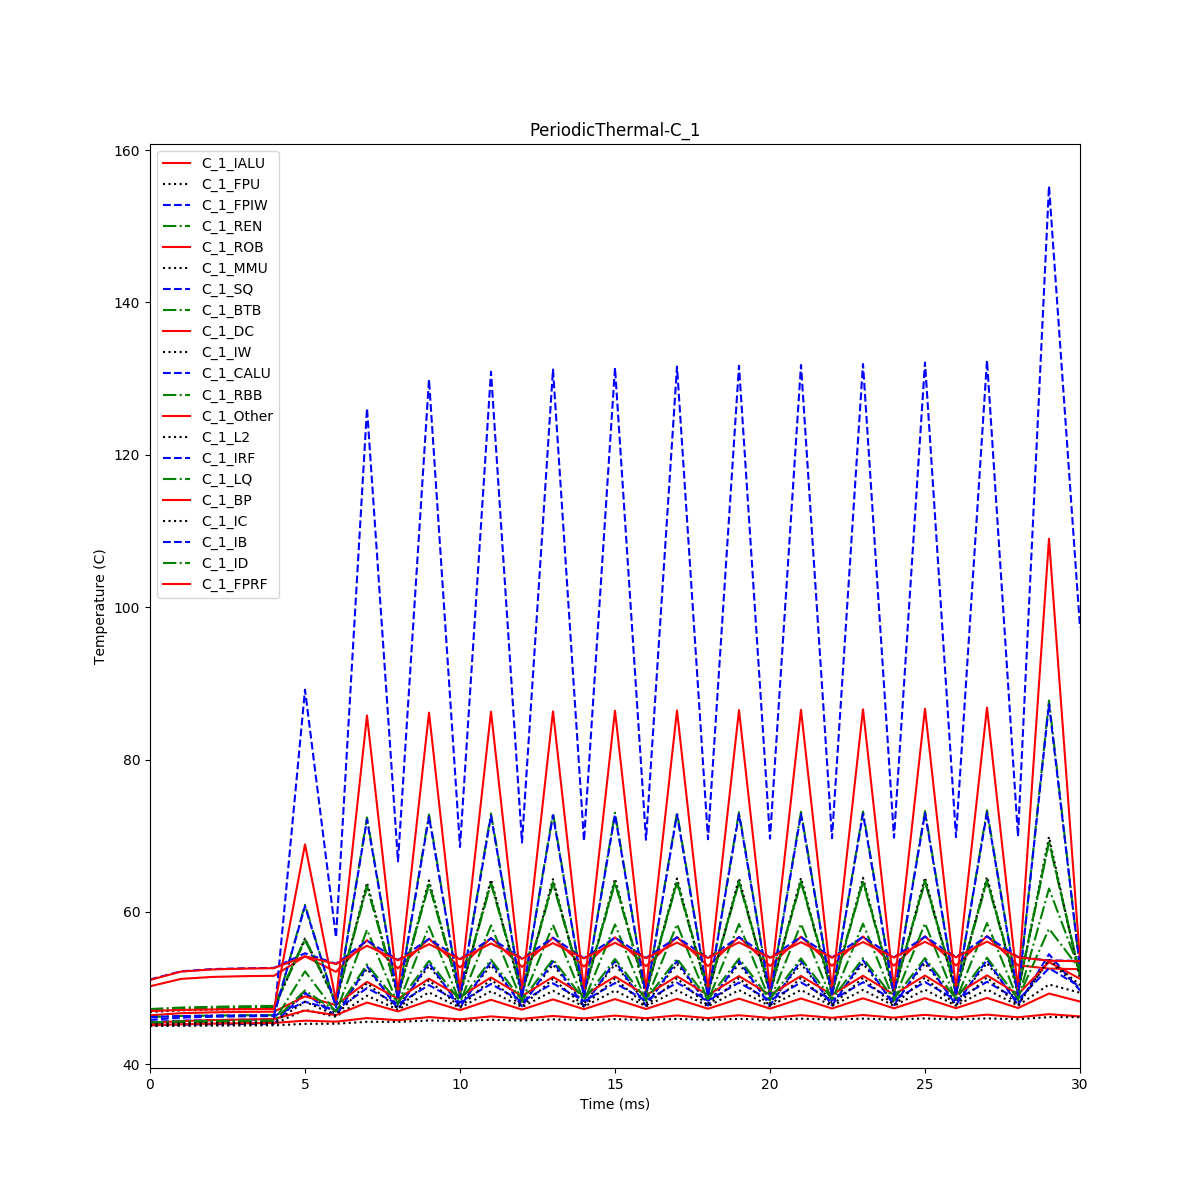 PeriodicThermal-C_1
160
140
120
100
80
60
40
Temperature (C)
C_1_IALU
C_1_FPU
C_1_FPIW
C_1_REN
C_1_ROB
C_1_MMU
C_1_SQ
C_1_BTB
C_1_DC
C_1_IW
C_1_CALU
C_1_RBB
C_1_Other
C_1_L2
C_1_IRF
C_1_LQ
C_1_BP
C_1_IC
C_1_IB
C_1_ID
C_1_FPRF
0 5 10 15 20 25 30
Time (ms)